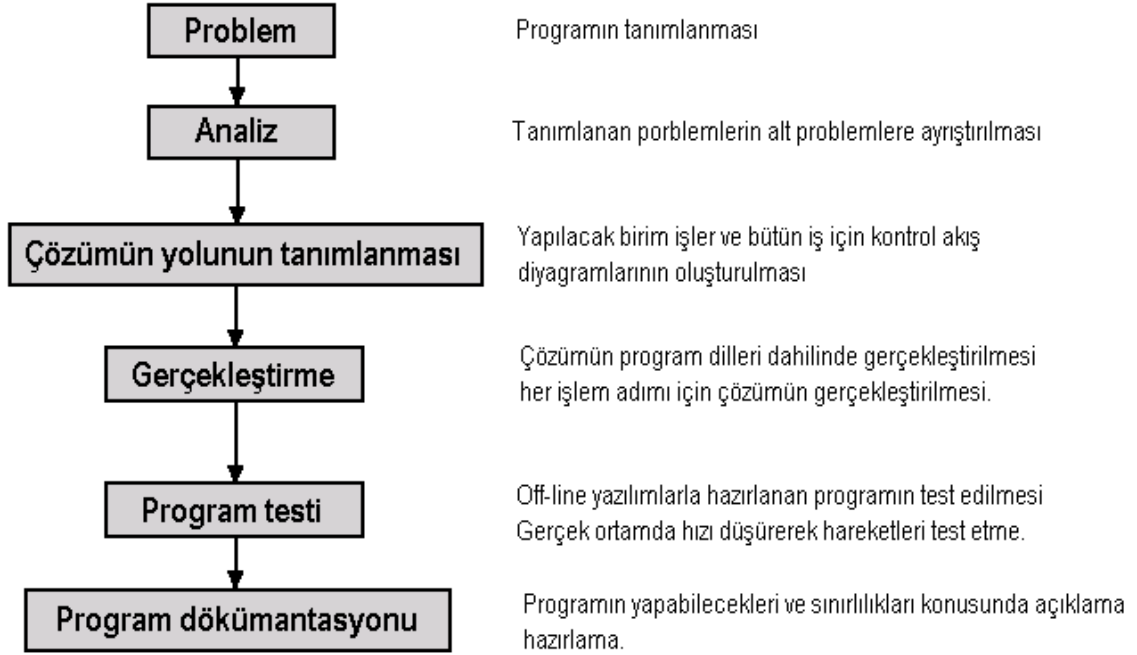 Problem
Programın tanımlanması
Analiz
Tanımlanan porblemlerin alt problemlere ayrıştırılması
Çözümün yolunun tanımlanması
Yapılacak birim işler ve bütün iş için kontrol akış
diyagramlarının oluşturulması
Gerçekleştirme
Çözümün program dilleri dahilinde gerçekleştirilmesi
her işlem adımı için çözümün gerçekleştirilmesi.
Program testi
Off-line yazılımlarla hazırlanan programın test edilmesi
Gerçek ortamda hızı düşürerek hareketleri test etme.
Program dökümantasyonu
Programın yapabilecekleri ve sınırlılıkları konusunda açıklama
hazırlama.